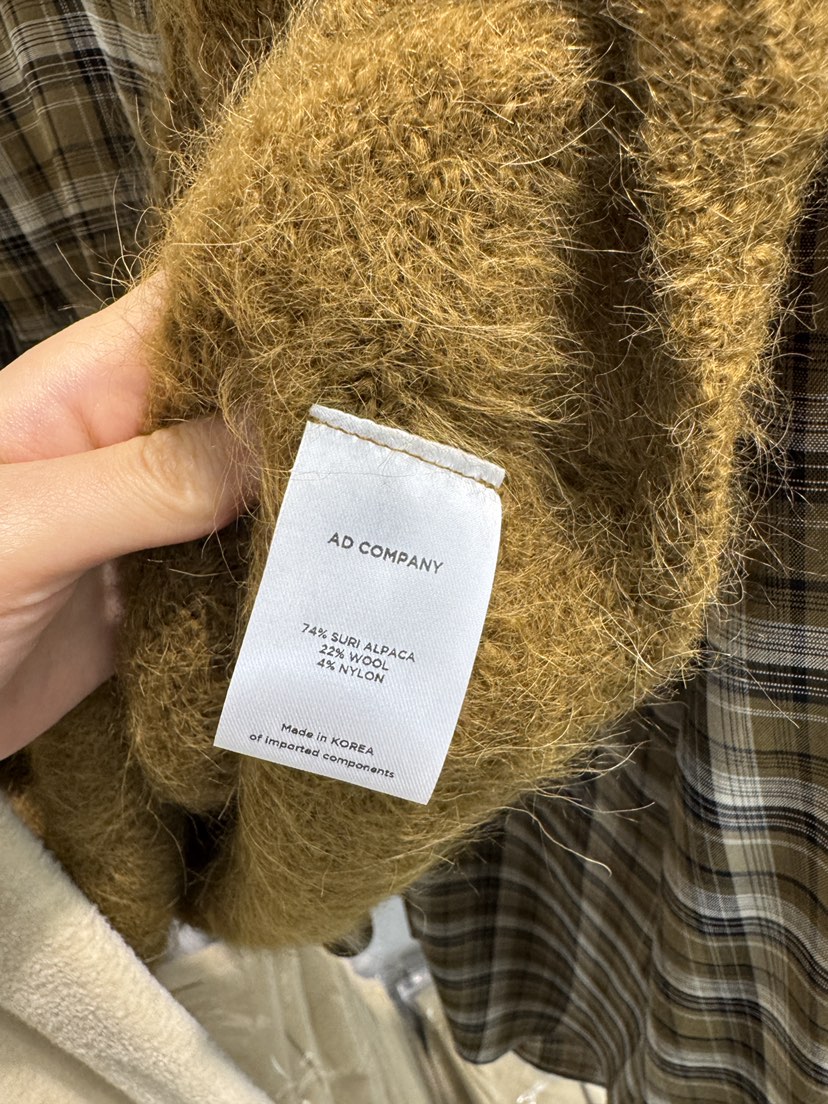 AD COMPANY
74% SURI ALPACA
22% WOOL
4% NYLON
Made in KOREA
of imported components